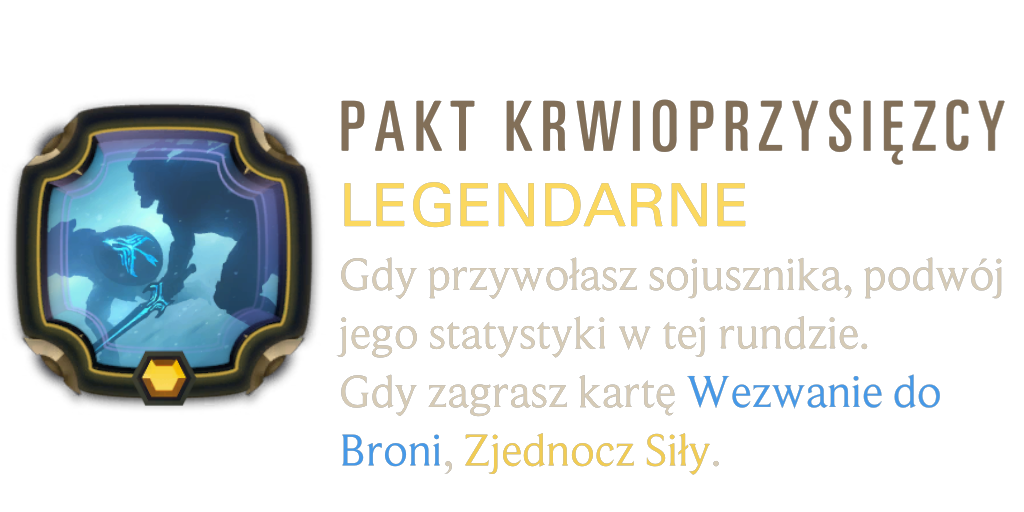 PAKT KRWIOPRZYSIĘZCY
LEGENDARNE
Gdy przywołasz sojusznika, podwój
jego statystyki w tej rundzie.
Gdy zagrasz kartę Wezwanie do
Broni, Zjednocz Siły.